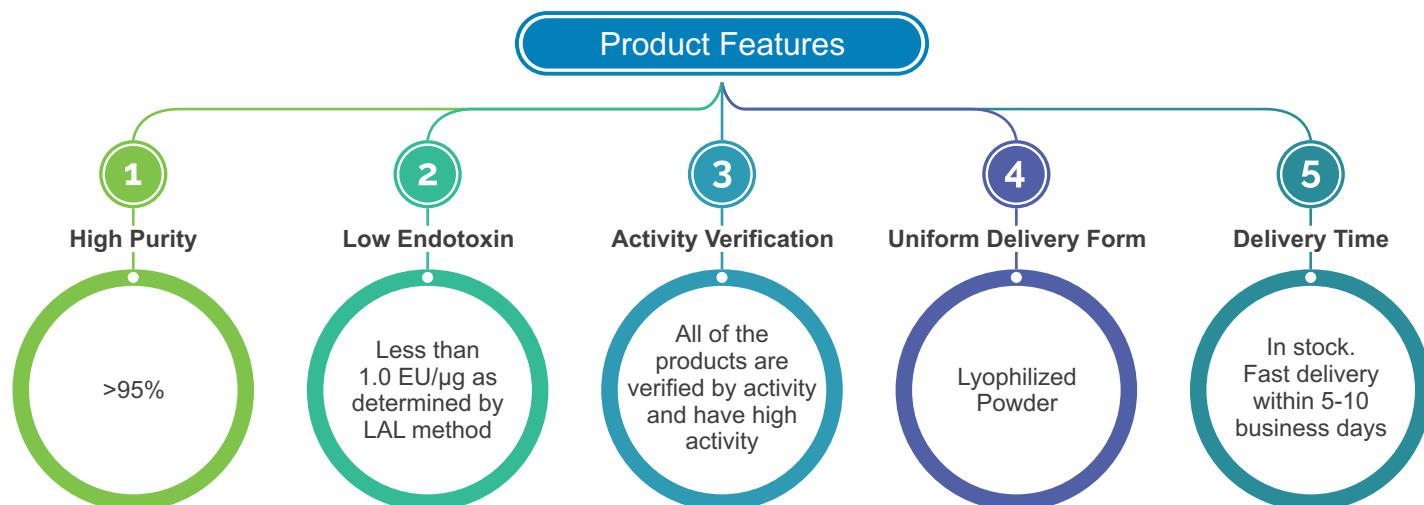 Product Features
1
High Purity
>95%
2
Low Endotoxin
Less than
1.0 EU/μg as
determined by
LAL method
3
Activity Verification
All of the
products are
verified by activity
and have high
activity
4
Uniform Delivery Form
Lyophilized
Powder
5
Delivery Time
In stock.
Fast delivery
within 5-10
business days